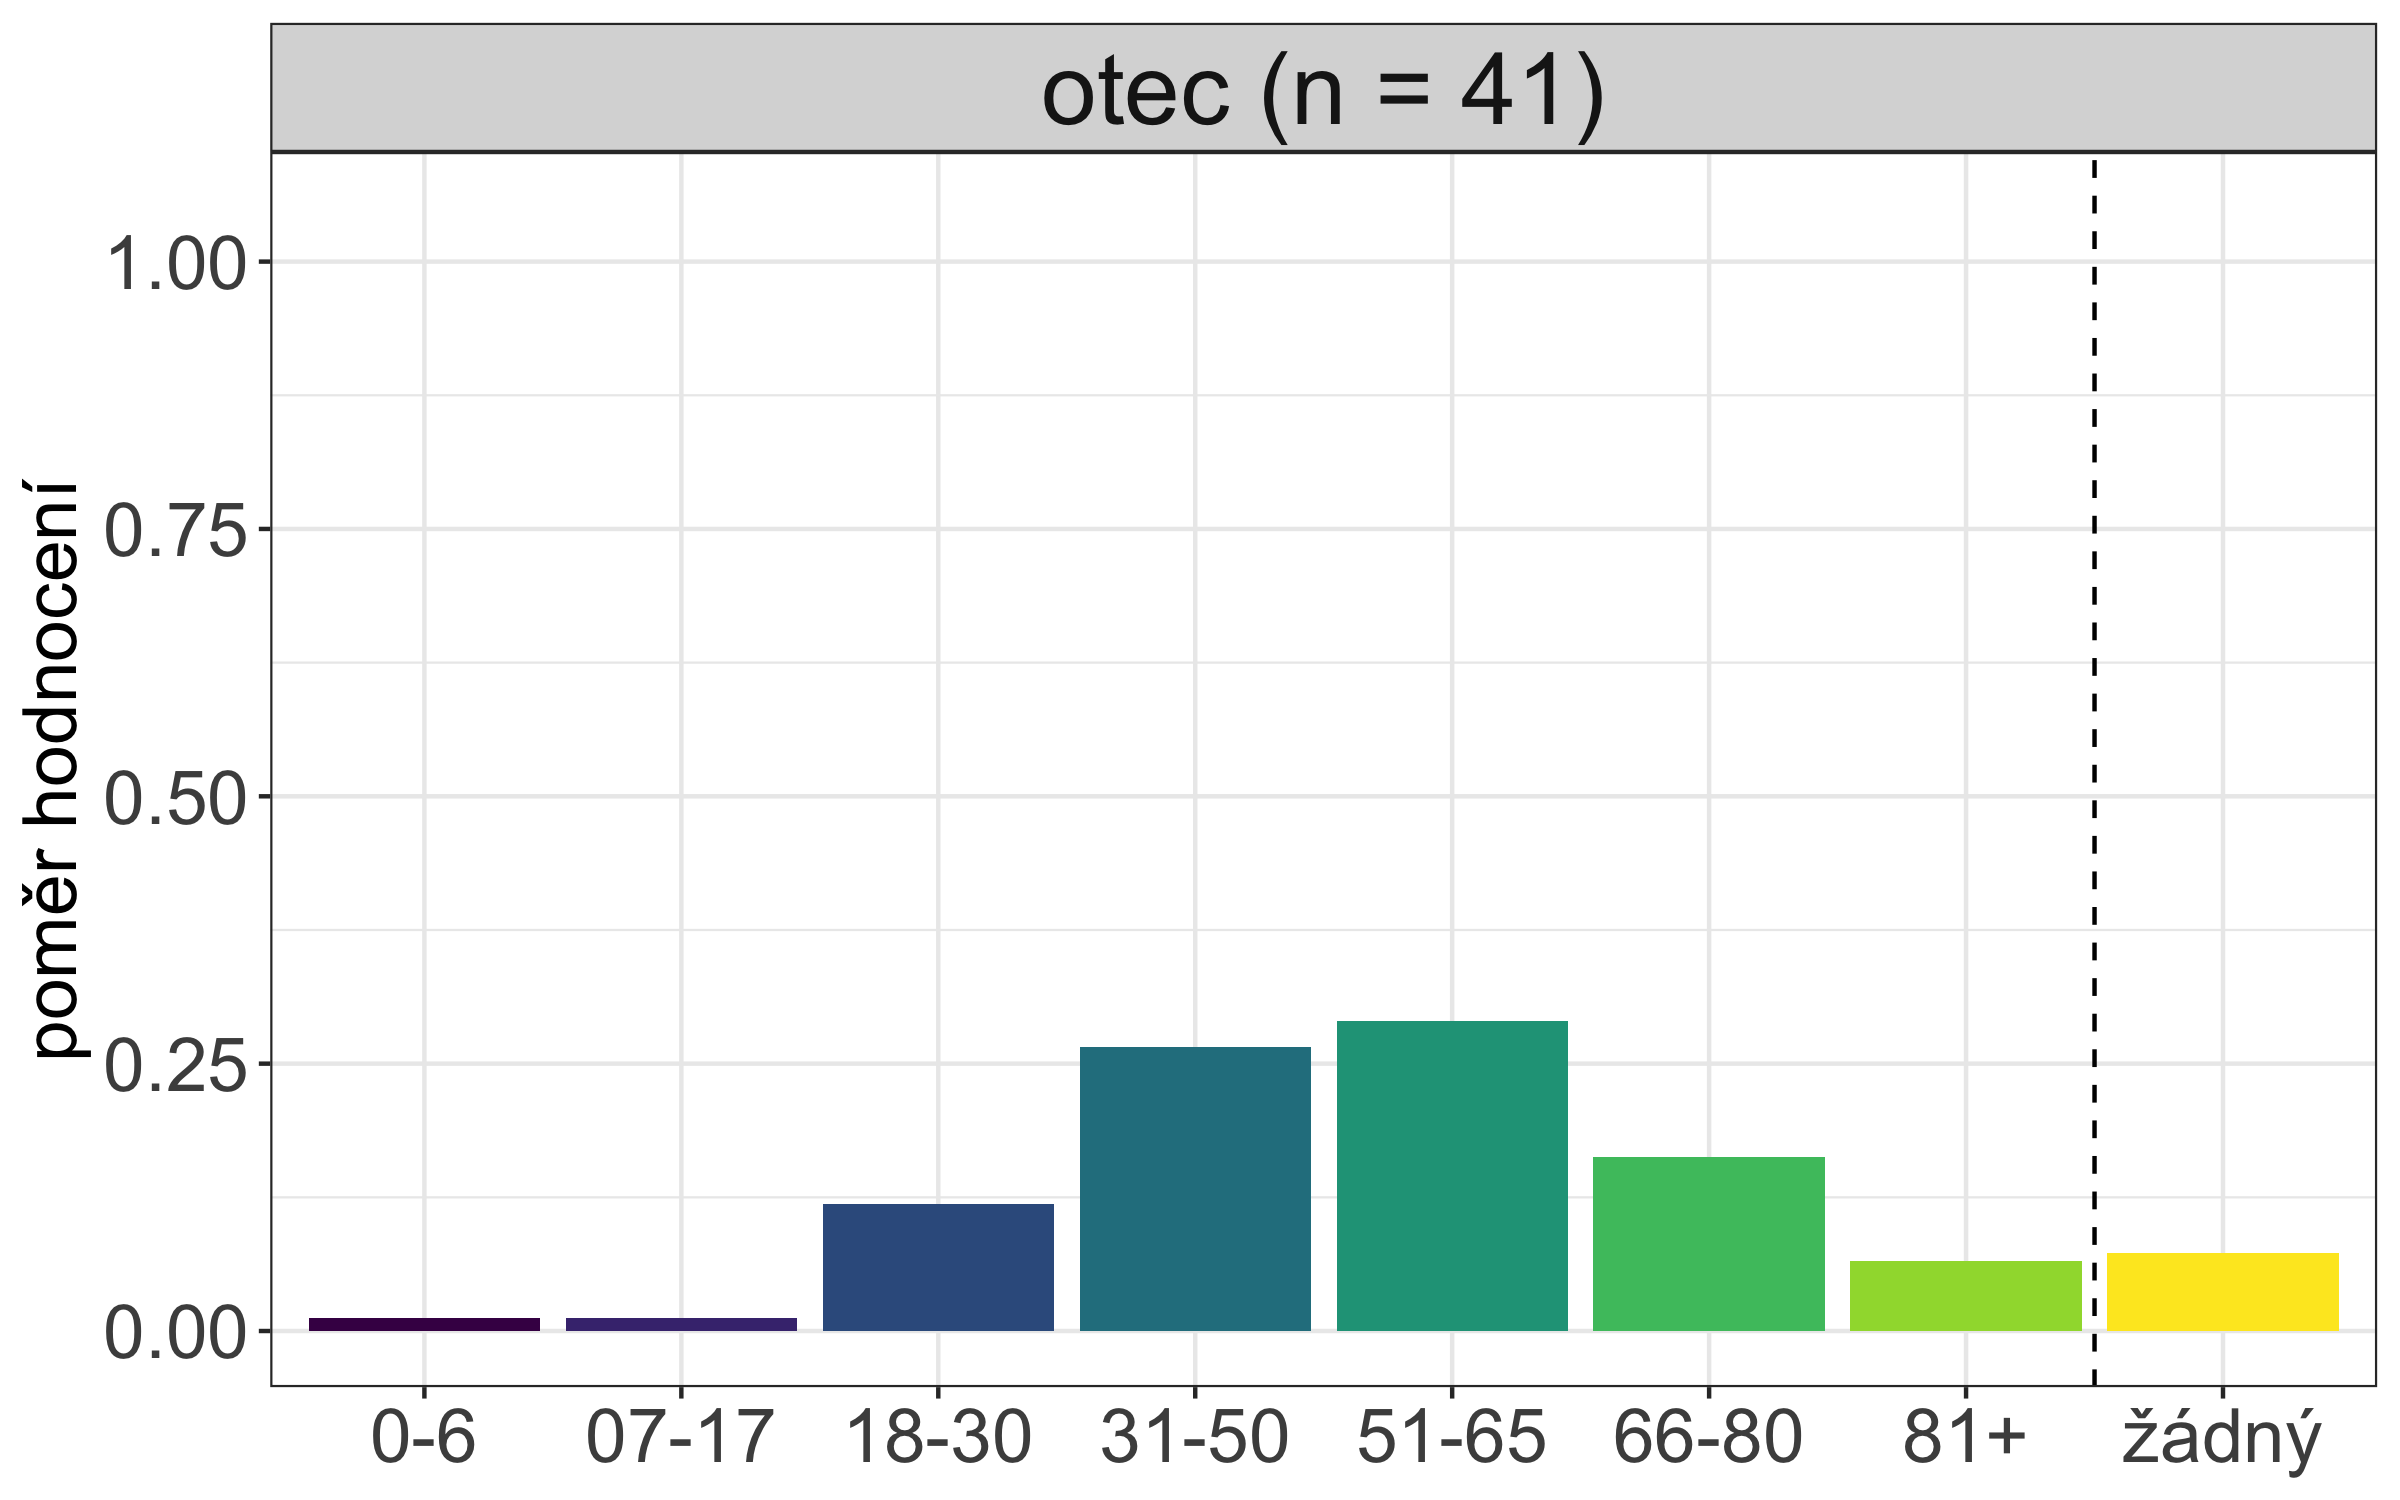 otec (n = 41)
poměr hodnocení
1.00
0.75
0.50
0.25
0.00
0-6 07-17 18-30 31-50 51-65 66-80 81+ žádný